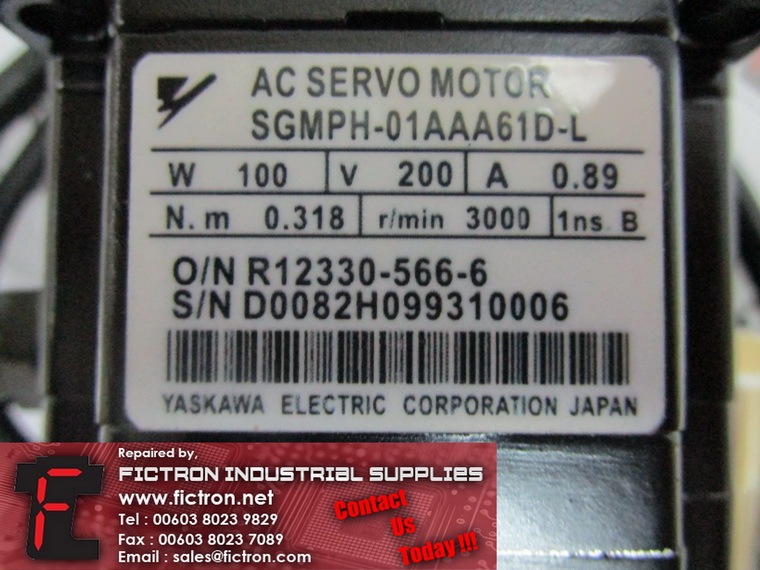 AC SERVO MOTOR
SGMPH-01AAA61D-L
W 100 V 200 A 0.89
N.m 0.318 r/min 3000 1ns. B
O/N R12330-566-6
S/N D0082H099310006
YASKAWA ELECTRIC CORPORATION JAPAN
Repaired by,
FICTRON INDUSTRIAL SUPPLIES
www.fictron.net
Tel : 00603 8023 9829
Fax : 00603 8023 7089
Email : sales@fictron.com
Contact
Us
Today !!!